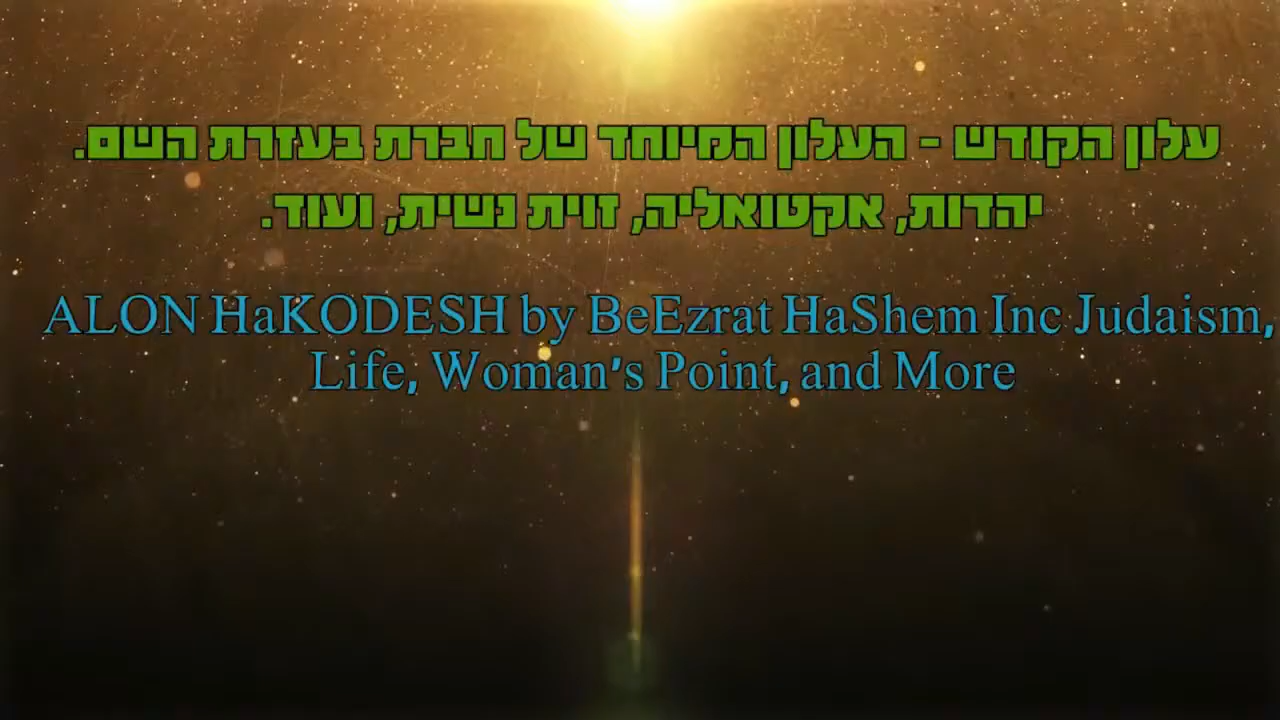 עלון הקודש - העלון המיוחד של חברת בעזרת השם.
יהדות, אקטואליה, זוית נשית, ועוד.
ALON HaKODESH by BeEzrat HaShem Inc Judaism,
Life, Woman's Point, and More